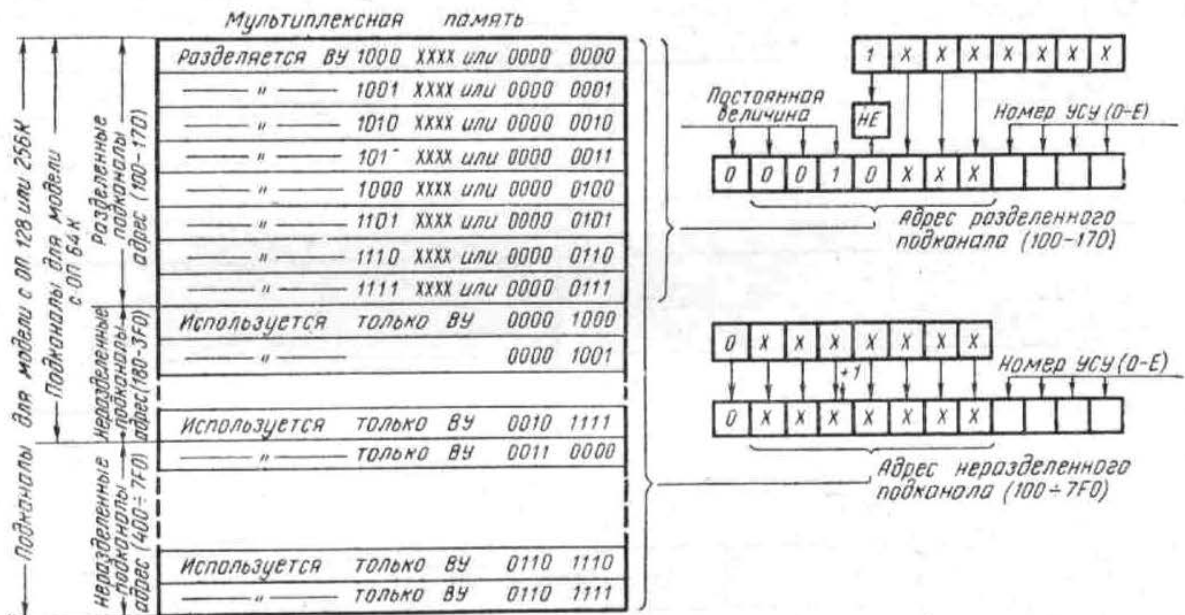 Мультиплексная память
Разделяется ВУ 1000 XXXX или 0000 0000
— " — 1001 XXXX или 0000 0001
— " — 1010 XXXX или 0000 0010
— " — 101⁻ XXXX или 0000 0011
— " — 1000 XXXX или 0000 0100
— " — 1101 XXXX или 0000 0101
— " — 1110 XXXX или 0000 0110
— " — 1111 XXXX или 0000 0111
Используется только ВУ 0000 1000
— " — 0000 1001
Используется только ВУ 0010 1111
— " — только ВУ 0011 0000
Используется только ВУ 0110 1110
— " — только ВУ 0110 1111
Подканалы для модели с ОП 128 или 256К
Подканалы для модели
с ОП 64К
Разделенные
подканалы
адрес (100-170)
Неразделенные
подканалы
адрес (180-3F0)
Неразделенные
подканалы
адрес (400÷7F0)
1 X X X X X X X
Постоянная
величина
НЕ
Номер УСУ (0-E)
0 0 0 1 0 X X X
Адрес разделенного
подканала (100-170)
0 X X X X X X X
+1
Номер УСУ (0-E)
0 X X X X X X X
Адрес неразделенного
подканала (100÷7F0)